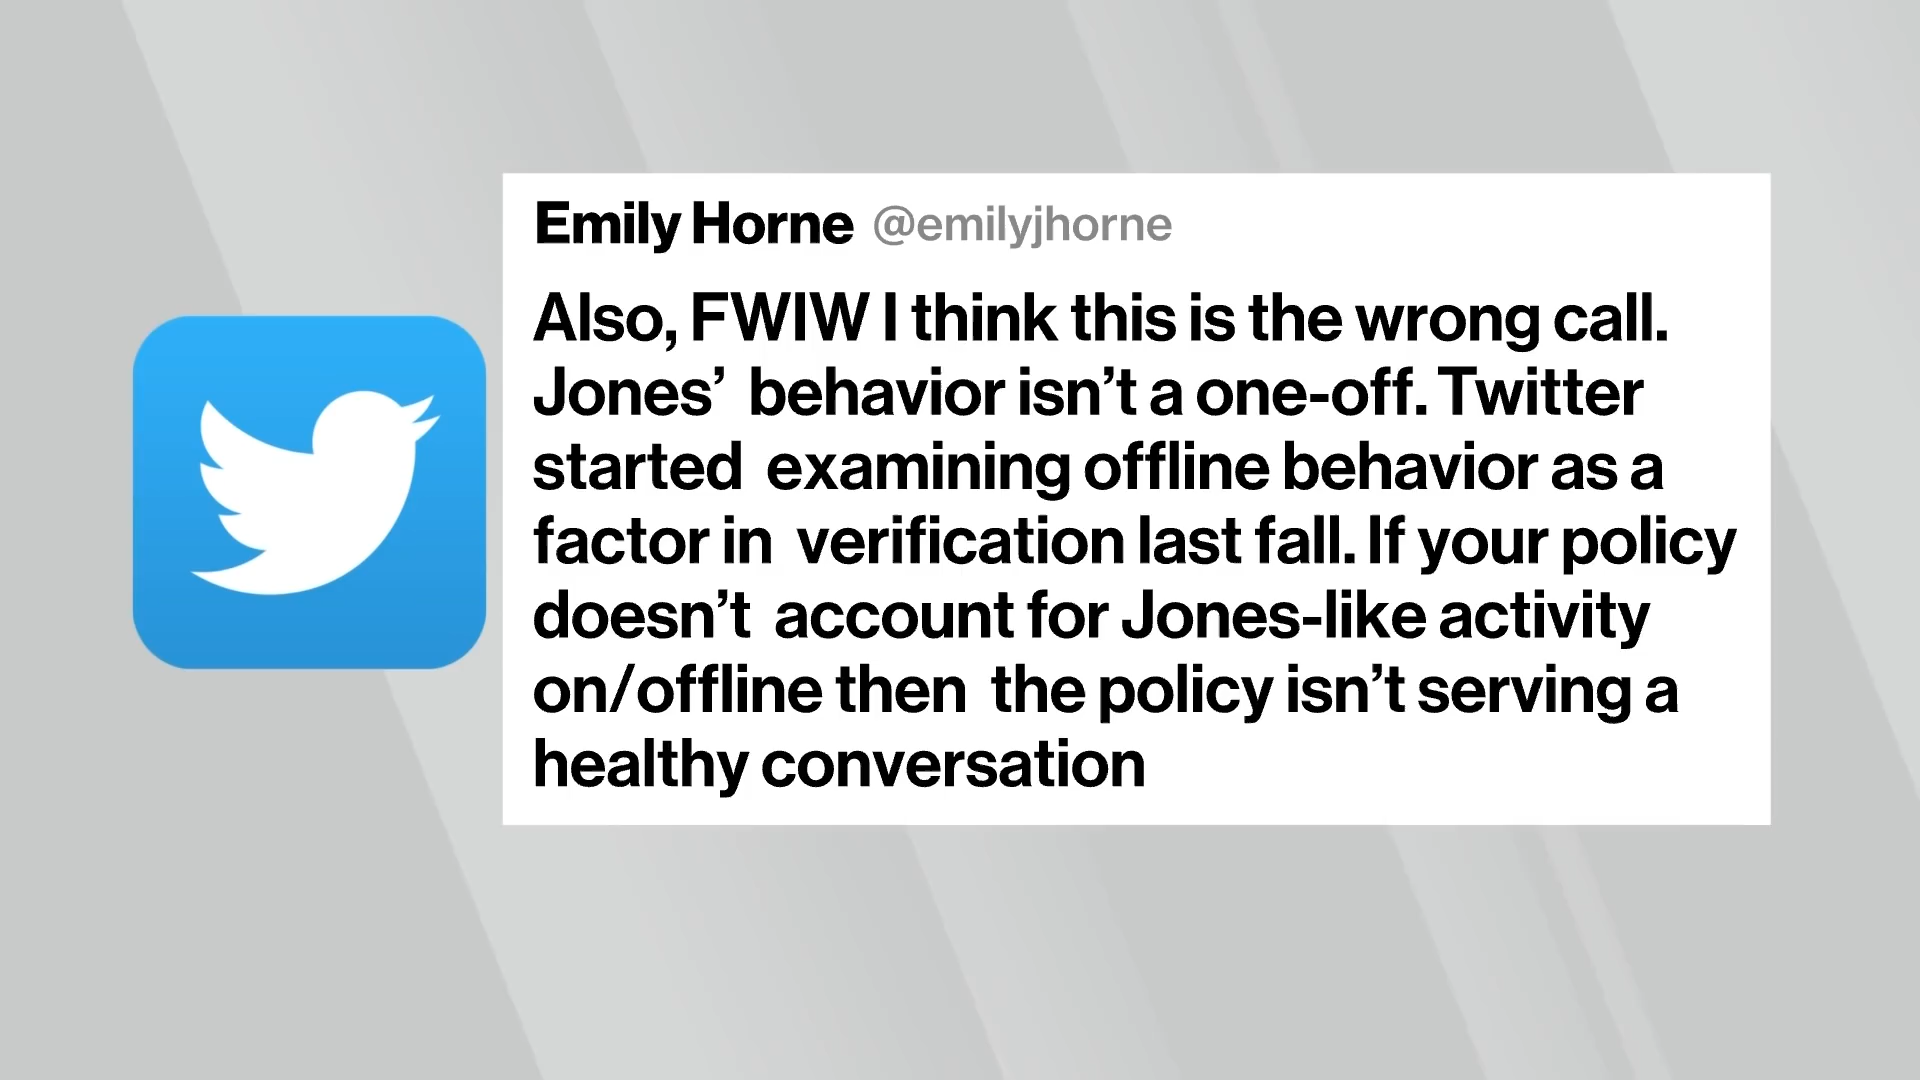 Emily Horne @emilyjhorne
Also, FWIW I think this is the wrong call.
Jones’ behavior isn’t a one-off. Twitter
started examining offline behavior as a
factor in verification last fall. If your policy
doesn’t account for Jones-like activity
on/offline then the policy isn’t serving a
healthy conversation